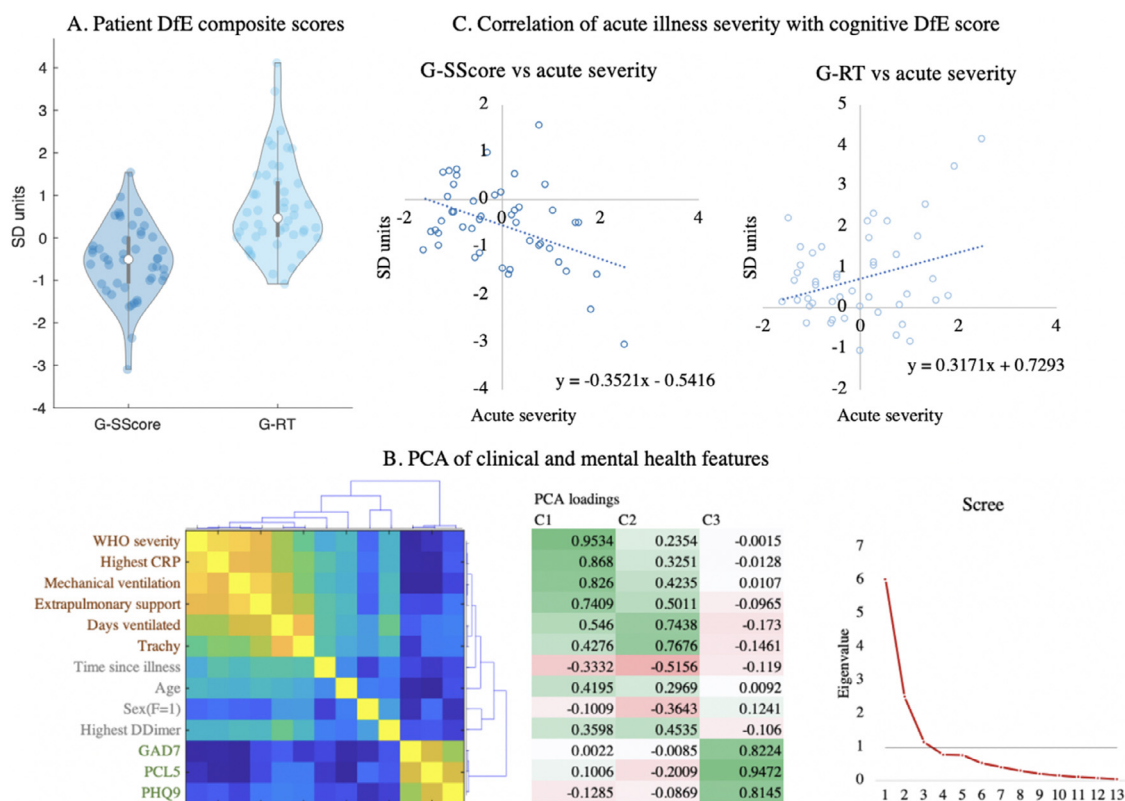 A. Patient DfE composite scores
C. Correlation of acute illness severity with cognitive DfE score
SD units
4
3
2
1
0
-1
-2
-3
-4
G-SScore
G-RT
G-SScore vs acute severity
2
1
0
-1
-2
-3
-4
-2
2
4
SD units
y = -0.3521x - 0.5416
Acute severity
G-RT vs acute severity
5
4
3
2
1
0
-1
-2
-2
0
2
4
SD units
y = 0.3171x + 0.7293
Acute severity
B. PCA of clinical and mental health features
PCA loadings
C1 C2 C3
WHO severity 0.9534 0.2354 -0.0015
Highest CRP 0.868 0.3251 -0.0128
Mechanical ventilation 0.826 0.4235 0.0107
Extrapulmonary support 0.7409 0.5011 -0.0965
Days ventilated 0.546 0.7438 -0.173
Trachy 0.4276 0.7676 -0.1461
Time since illness -0.3332 -0.5156 -0.119
Age 0.4195 0.2969 0.0092
Sex(F=1) -0.1009 -0.3643 0.1241
Highest DDimer 0.3598 0.4535 -0.106
GAD7 0.0022 -0.0085 0.8224
PCL5 0.1006 -0.2009 0.9472
PHQ9 -0.1285 -0.0869 0.8145
Scree
Eigenvalue
7
6
5
4
3
2
1
0
1 2 3 4 5 6 7 8 9 10 11 12 13